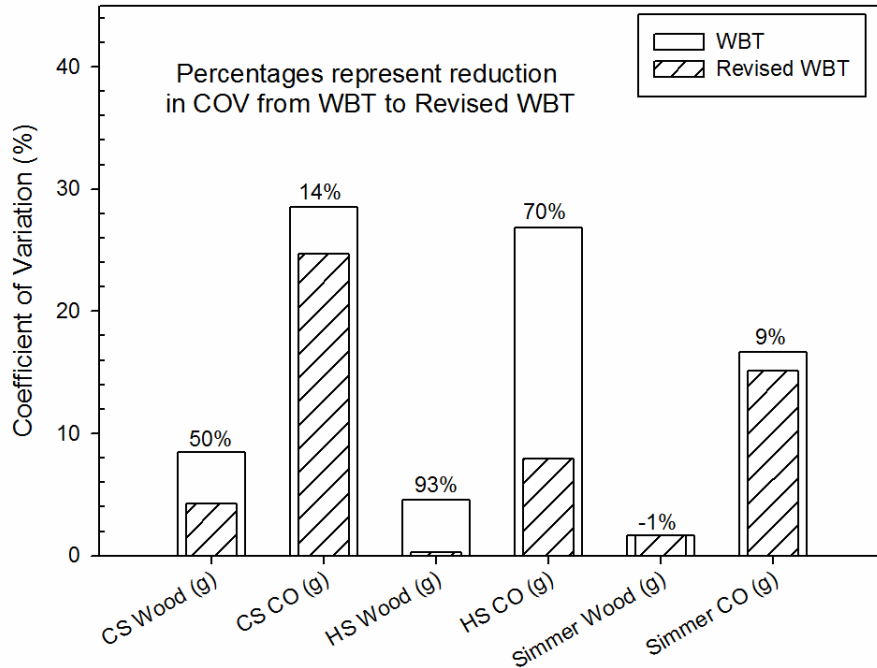 WBT
Revised WBT
Percentages represent reduction
in COV from WBT to Revised WBT
Coefficient of Variation (%)
40
30
20
10
0
50%
14%
93%
70%
-1%
9%
CS Wood (g)
CS CO (g)
HS Wood (g)
HS CO (g)
Simmer Wood (g)
Simmer CO (g)